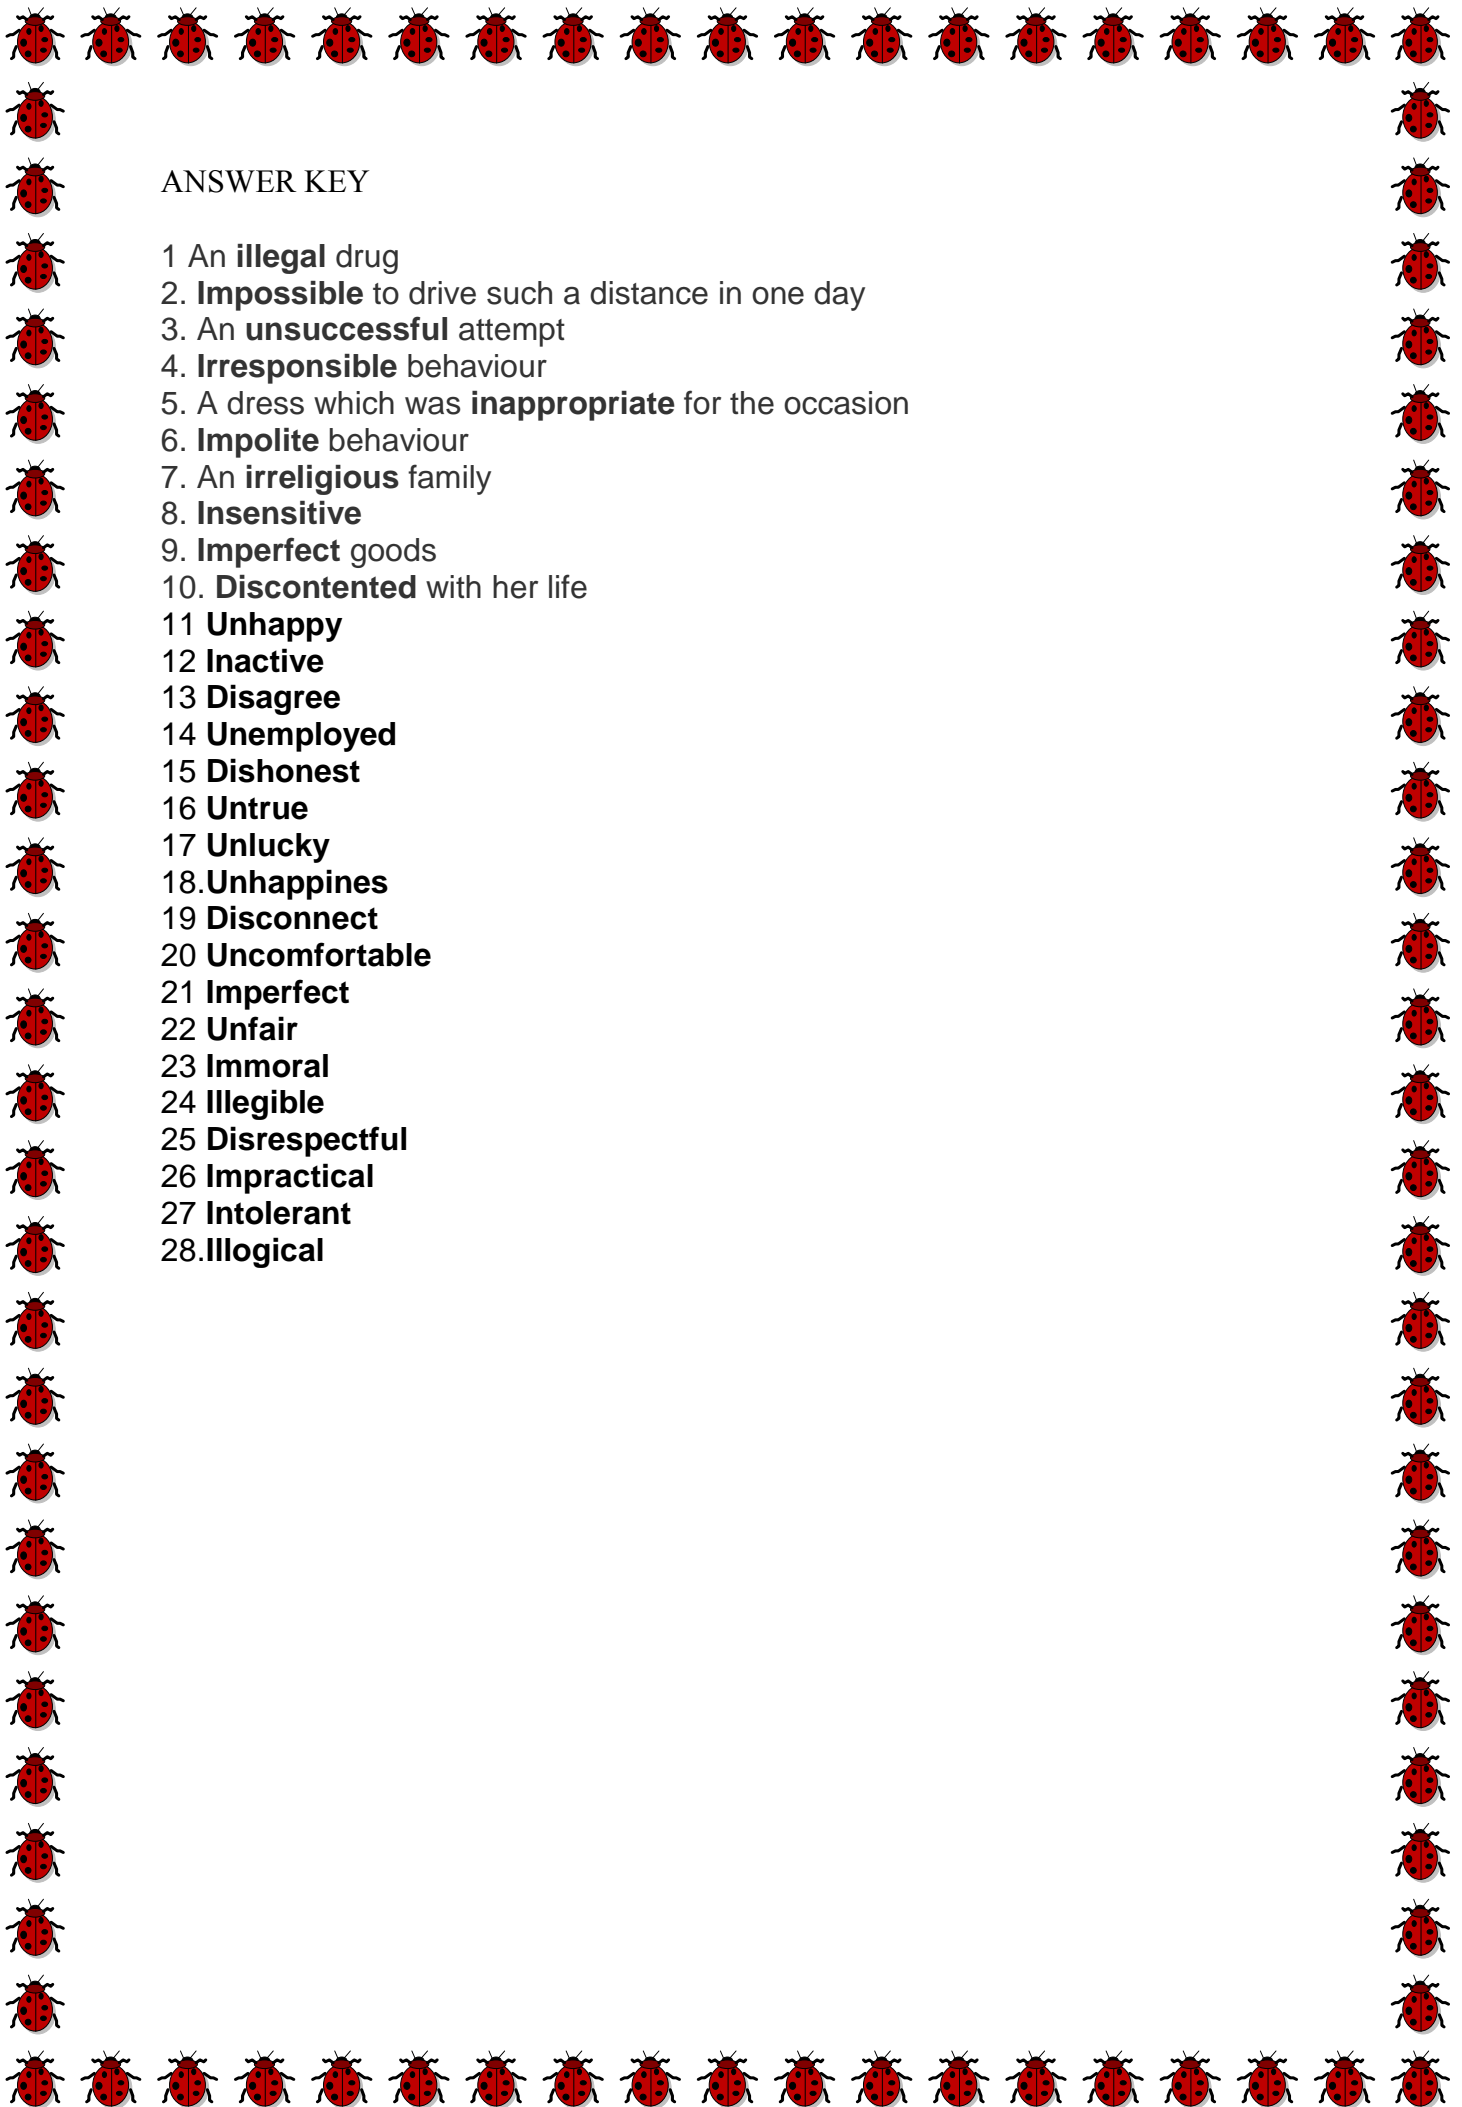 ANSWER KEY
1 An illegal drug
2. Impossible to drive such a distance in one day
3. An unsuccessful attempt
4. Irresponsible behaviour
5. A dress which was inappropriate for the occasion
6. Impolite behaviour
7. An irreligious family
8. Insensitive
9. Imperfect goods
10. Discontented with her life
11 Unhappy
12 Inactive
13 Disagree
14 Unemployed
15 Dishonest
16 Untrue
17 Unlucky
18.Unhappines
19 Disconnect
20 Uncomfortable
21 Imperfect
22 Unfair
23 Immoral
24 Illegible
25 Disrespectful
26 Impractical
27 Intolerant
28.Illogical